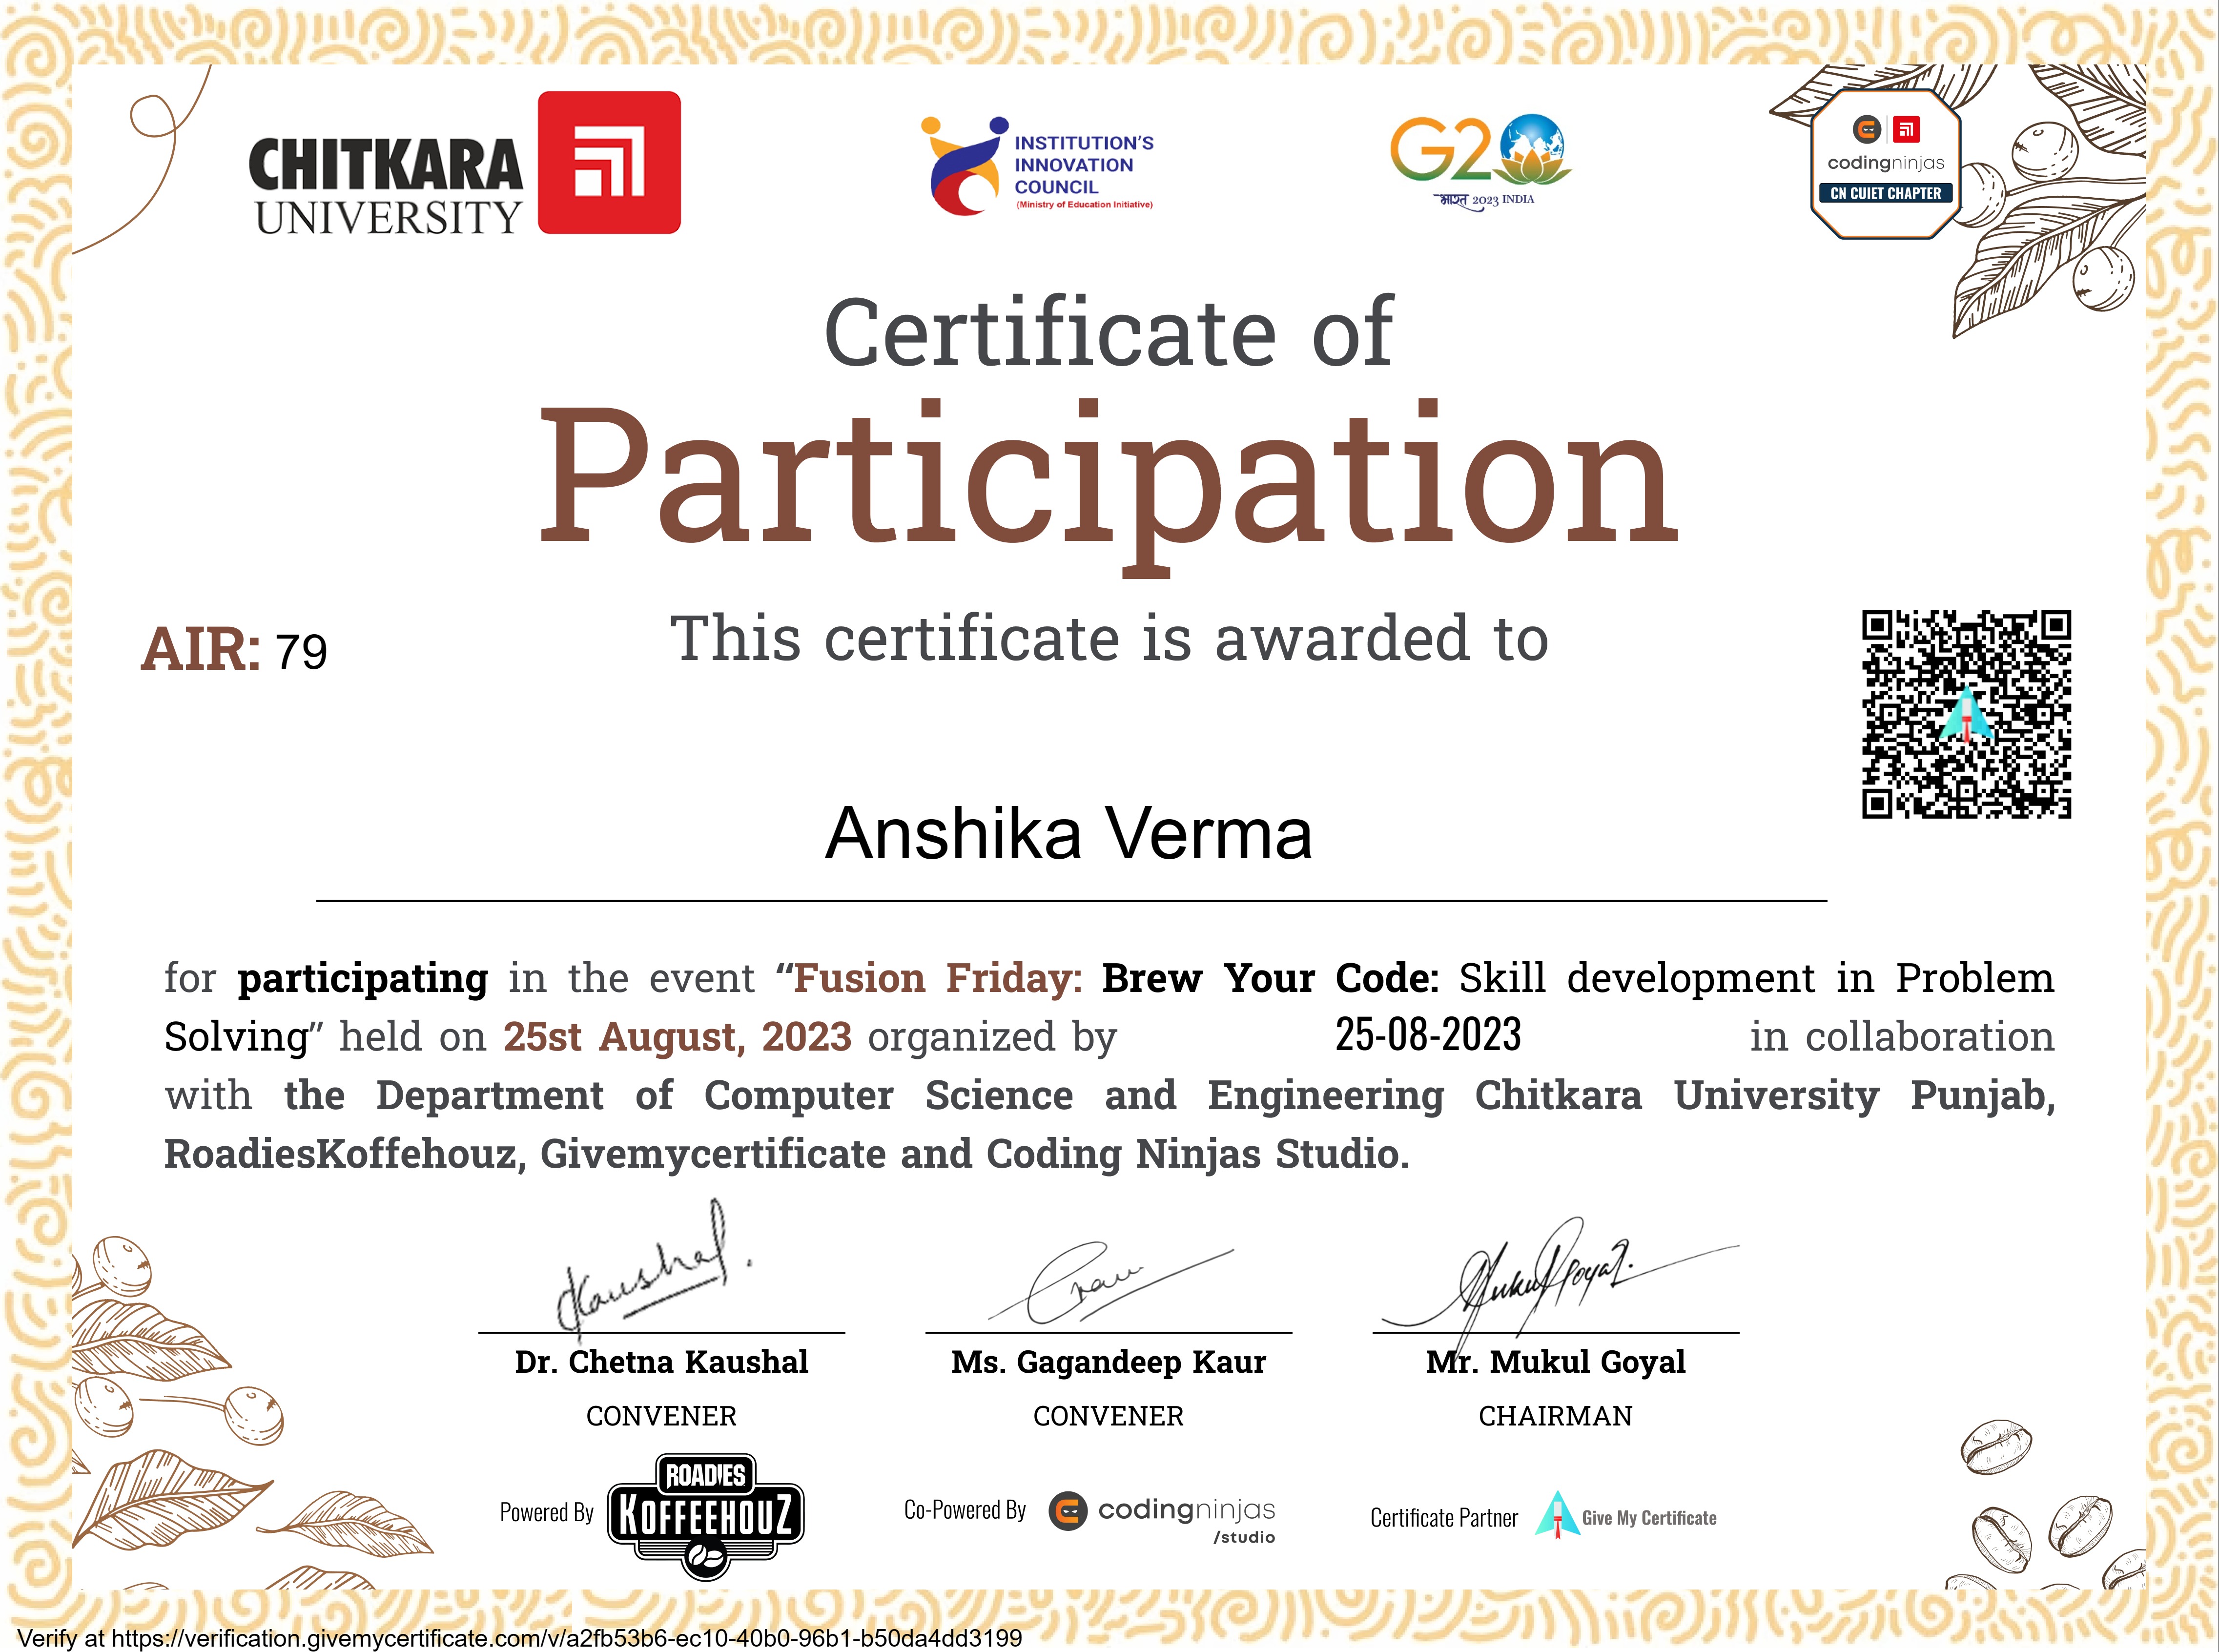 CHITKARA
UNIVERSITY
INSTITUTION'S
INNOVATION
COUNCIL
(Ministry of Education Initiative)
G20
भारत 2023 INDIA
codingninjas
CN CUIET CHAPTER
Certificate of
Participation
AIR: 79
This certificate is awarded to
Anshika Verma
for participating in the event “Fusion Friday: Brew Your Code: Skill development in Problem
Solving” held on 25st August, 2023 organized by 25-08-2023 in collaboration
with the Department of Computer Science and Engineering Chitkara University Punjab,
RoadiesKoffehouz, Givemycertificate and Coding Ninjas Studio.
Kaushal.
Mukul Goyal.
Dr. Chetna Kaushal
CONVENER
Ms. Gagandeep Kaur
CONVENER
Mr. Mukul Goyal
CHAIRMAN
Powered By
ROADIES
KOFFEEHOUZ
Co-Powered By
codingninjas
/studio
Certificate Partner
Give My Certificate
Verify at https://verification.givemycertificate.com/v/a2fb53b6-ec10-40b0-96b1-b50da4dd3199